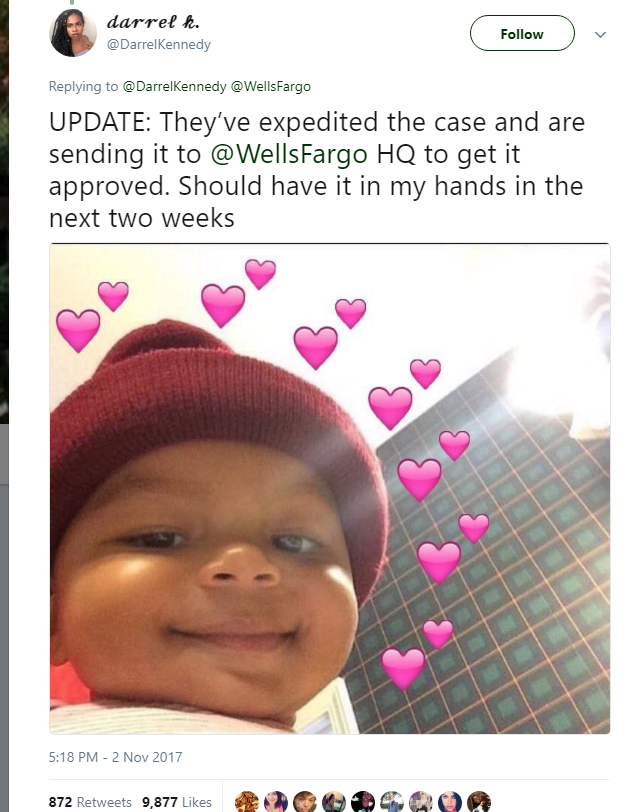 darrel k.
@DarrelKennedy
Follow
Replying to @DarrelKennedy @WellsFargo
UPDATE: They’ve expedited the case and are
sending it to @WellsFargo HQ to get it
approved. Should have it in my hands in the
next two weeks
5:18 PM - 2 Nov 2017
872 Retweets 9,877 Likes